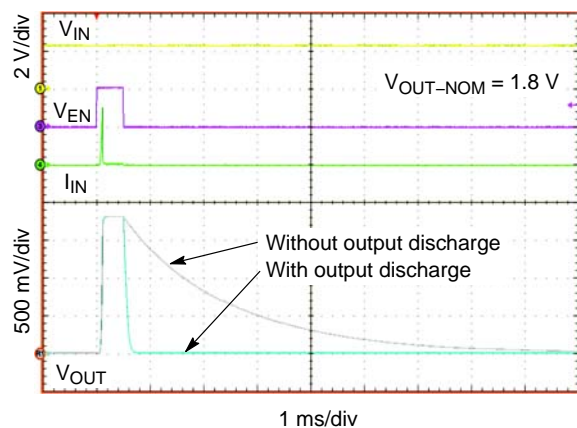 2 V/div
V_IN
V_OUT–NOM = 1.8 V
V_EN
I_IN
500 mV/div
Without output discharge
With output discharge
V_OUT
1 ms/div